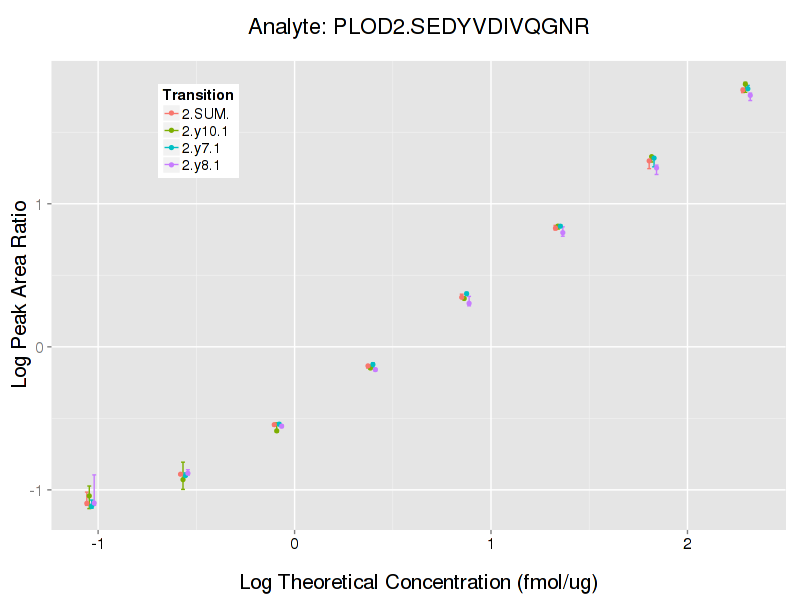 Analyte: PLOD2.SEDYVDIVQGNR
Transition
2.SUM.
2.y10.1
2.y7.1
2.y8.1
Log Peak Area Ratio
1
0
-1
-1
0
1
2
Log Theoretical Concentration (fmol/ug)